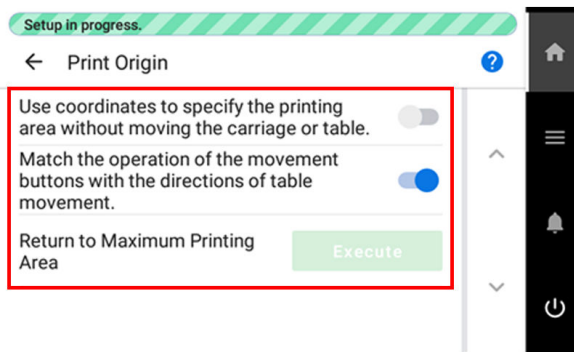 Setup in progress.
Print Origin
Use coordinates to specify the printing
area without moving the carriage or table.
Match the operation of the movement
buttons with the directions of table
movement.
Return to Maximum Printing
Area
Execute